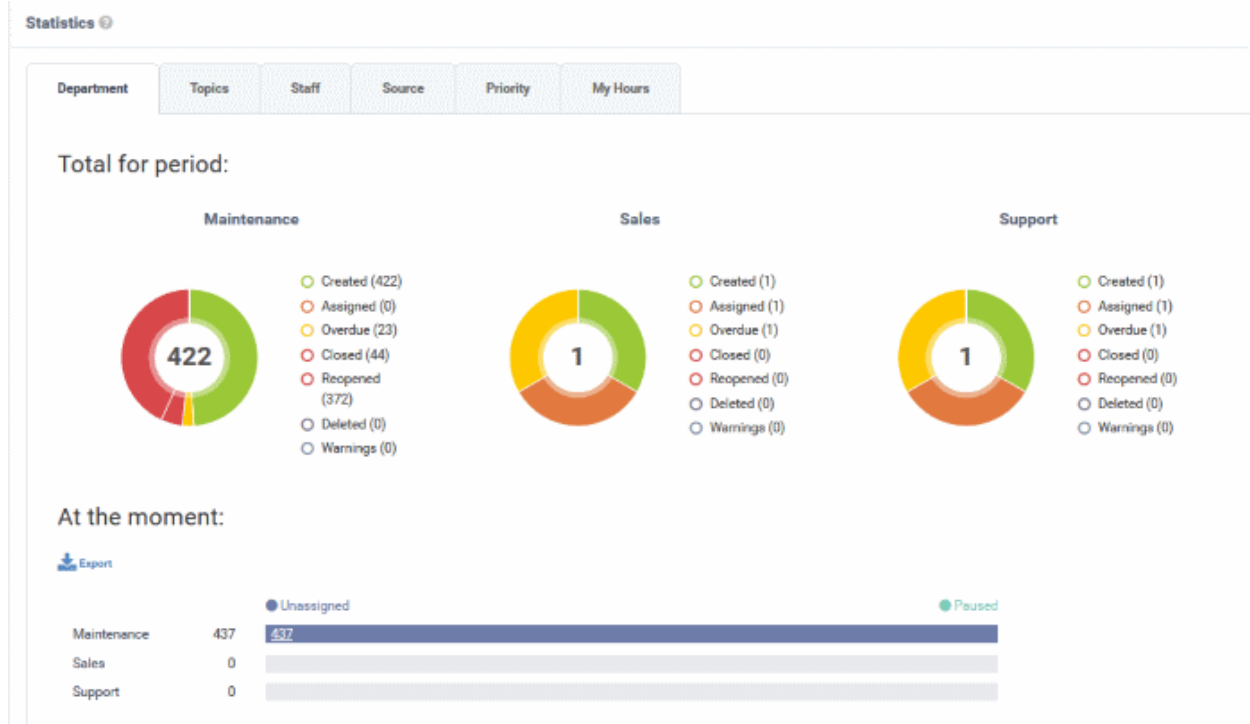 Statistics
Department Topics Staff Source Priority My Hours
Total for period:
Maintenance
422
Created (422)
Assigned (0)
Overdue (23)
Closed (44)
Reopened
(372)
Deleted (0)
Warnings (0)
Sales
1
Created (1)
Assigned (1)
Overdue (1)
Closed (0)
Reopened (0)
Deleted (0)
Warnings (0)
Support
1
Created (1)
Assigned (1)
Overdue (1)
Closed (0)
Reopened (0)
Deleted (0)
Warnings (0)
At the moment:
Export
Unassigned Paused
Maintenance 437 437
Sales 0
Support 0